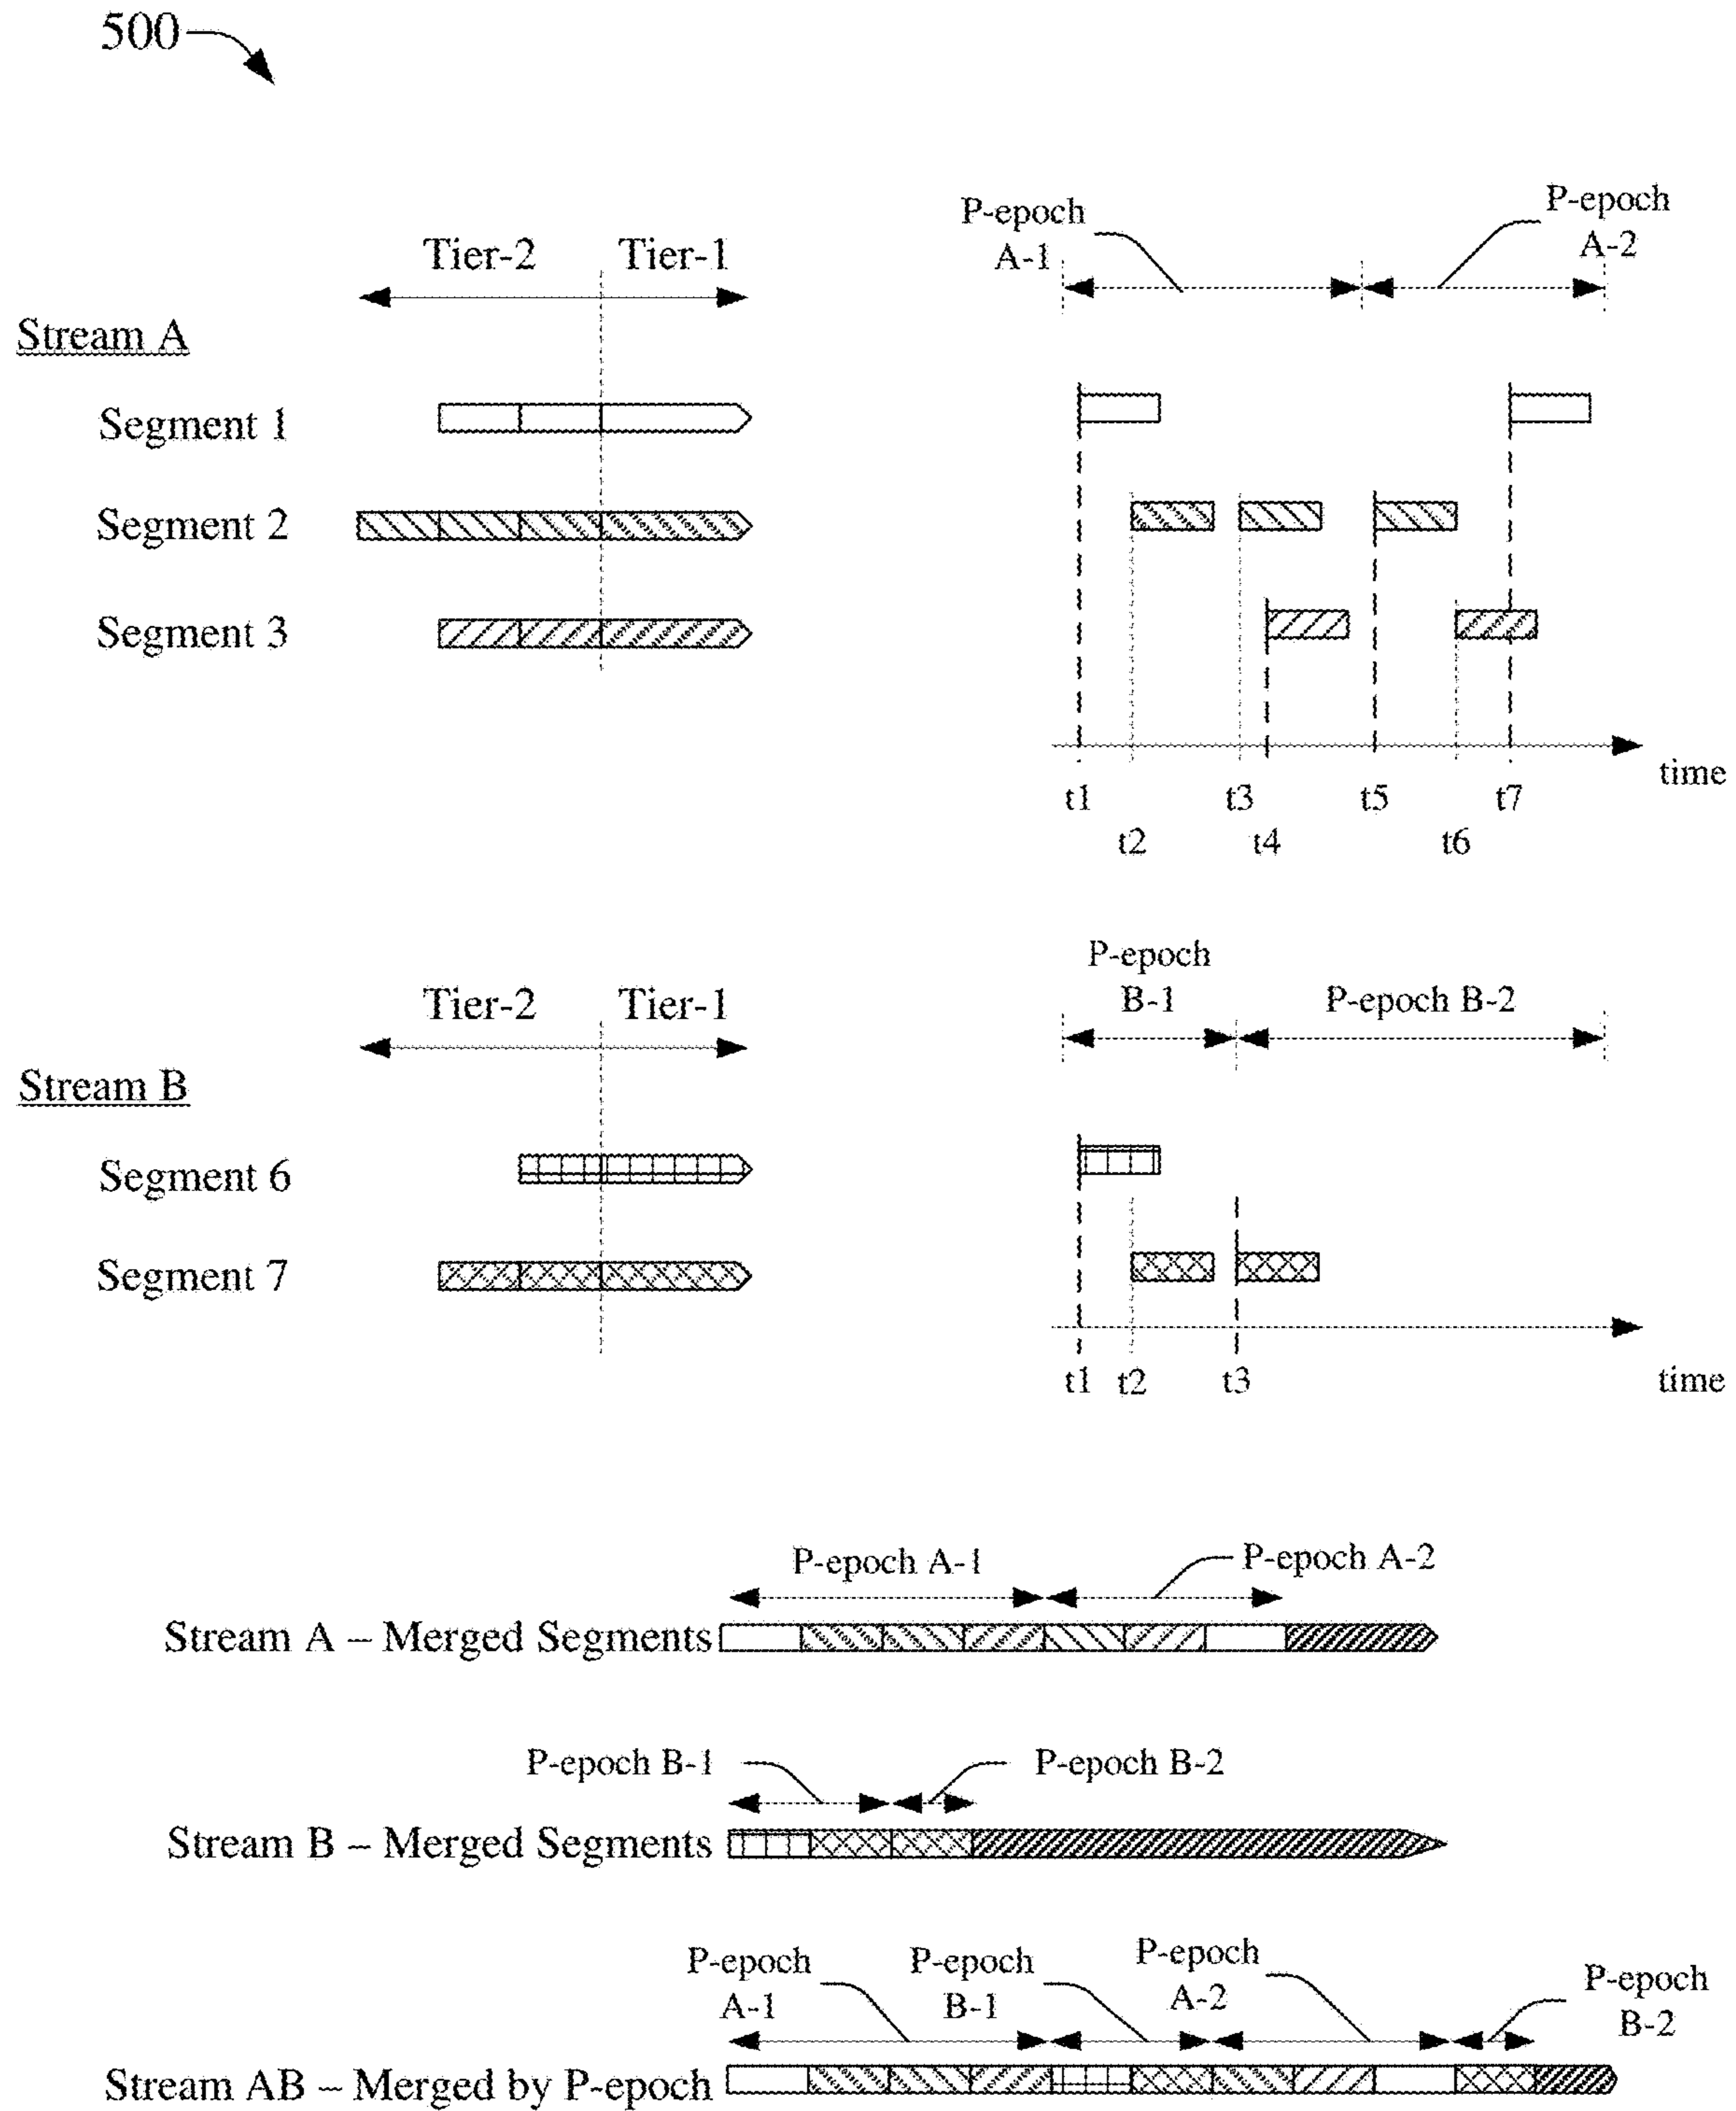 500
P-epoch
A-1
P-epoch
A-2
Tier-2
Tier-1
Stream A
Segment 1
Segment 2
Segment 3
time
t1
t3
t5
t7
t2
t4
t6
P-epoch
B-1
P-epoch B-2
Tier-2
Tier-1
Stream B
Segment 6
Segment 7
t1
t2
t3
time
P-epoch A-1
P-epoch A-2
Stream A – Merged Segments
P-epoch B-1
P-epoch B-2
Stream B – Merged Segments
P-epoch
A-1
P-epoch
B-1
P-epoch
A-2
P-epoch
B-2
Stream AB – Merged by P-epoch